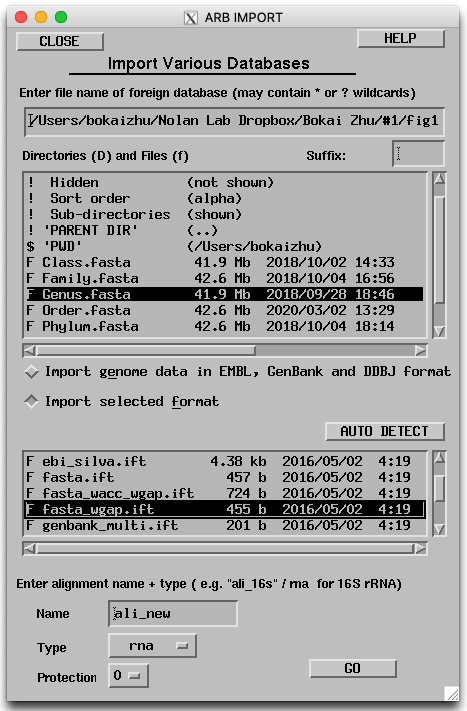 ARB IMPORT
CLOSE
HELP
Import Various Databases
Enter file name of foreign database (may contain * or ? wildcards)
/Users/bokaizhu/Nolan Lab Dropbox/Bokai Zhu/#1/fig1
Directories (D) and Files (f)
Suffix:
! Hidden (not shown)
! Sort order (alpha)
! Sub-directories (shown)
! 'PARENT DIR' (..)
$ 'PWD' (/Users/bokaizhu)
F Class.fasta 41.9 Mb 2018/10/02 14:33
F Family.fasta 42.6 Mb 2018/10/04 16:56
F Genus.fasta 41.9 Mb 2018/09/28 18:46
F Order.fasta 42.6 Mb 2020/03/02 13:29
F Phylum.fasta 42.6 Mb 2018/10/04 18:14
Import genome data in EMBL, GenBank and DDBJ format
Import selected format
AUTO DETECT
F ebi_silva.ift 4.38 kb 2016/05/02 4:19
F fasta.ift 457 b 2016/05/02 4:19
F fasta_wacc_wgap.ift 724 b 2016/05/02 4:19
F fasta_wgap.ift 455 b 2016/05/02 4:19
F genbank_multi.ift 201 b 2016/05/02 4:19
Enter alignment name + type ( e.g. "ali_16s" / rna for 16S rRNA)
Name ali_new
Type rna
Protection 0
GO